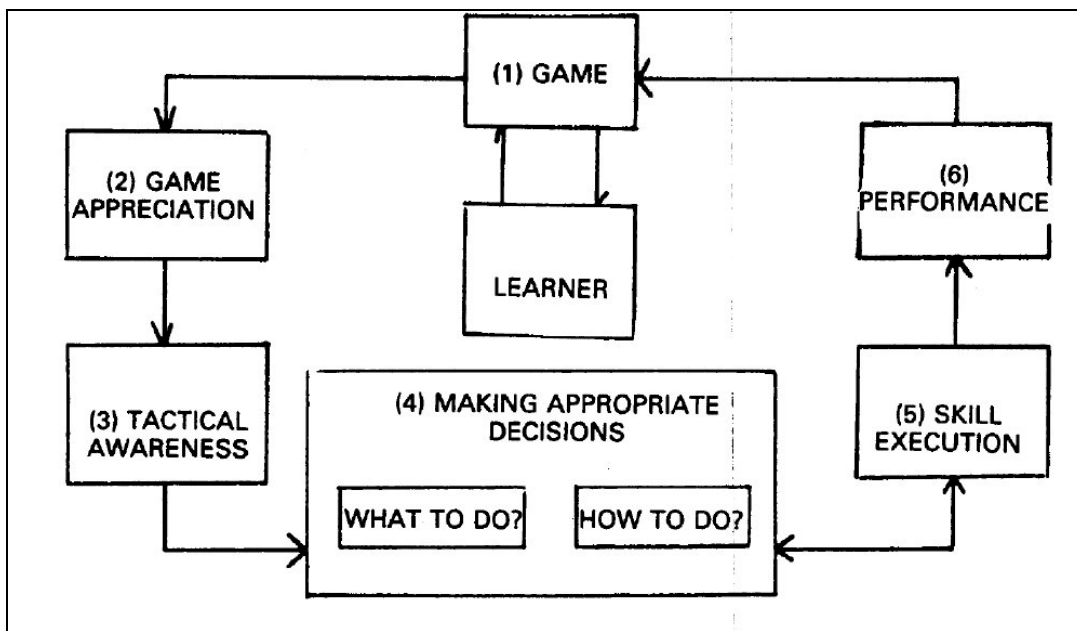 (1) GAME
(2) GAME
APPRECIATION
(6)
PERFORMANCE
LEARNER
(3) TACTICAL
AWARENESS
(4) MAKING APPROPRIATE
DECISIONS
WHAT TO DO?
HOW TO DO?
(5) SKILL
EXECUTION